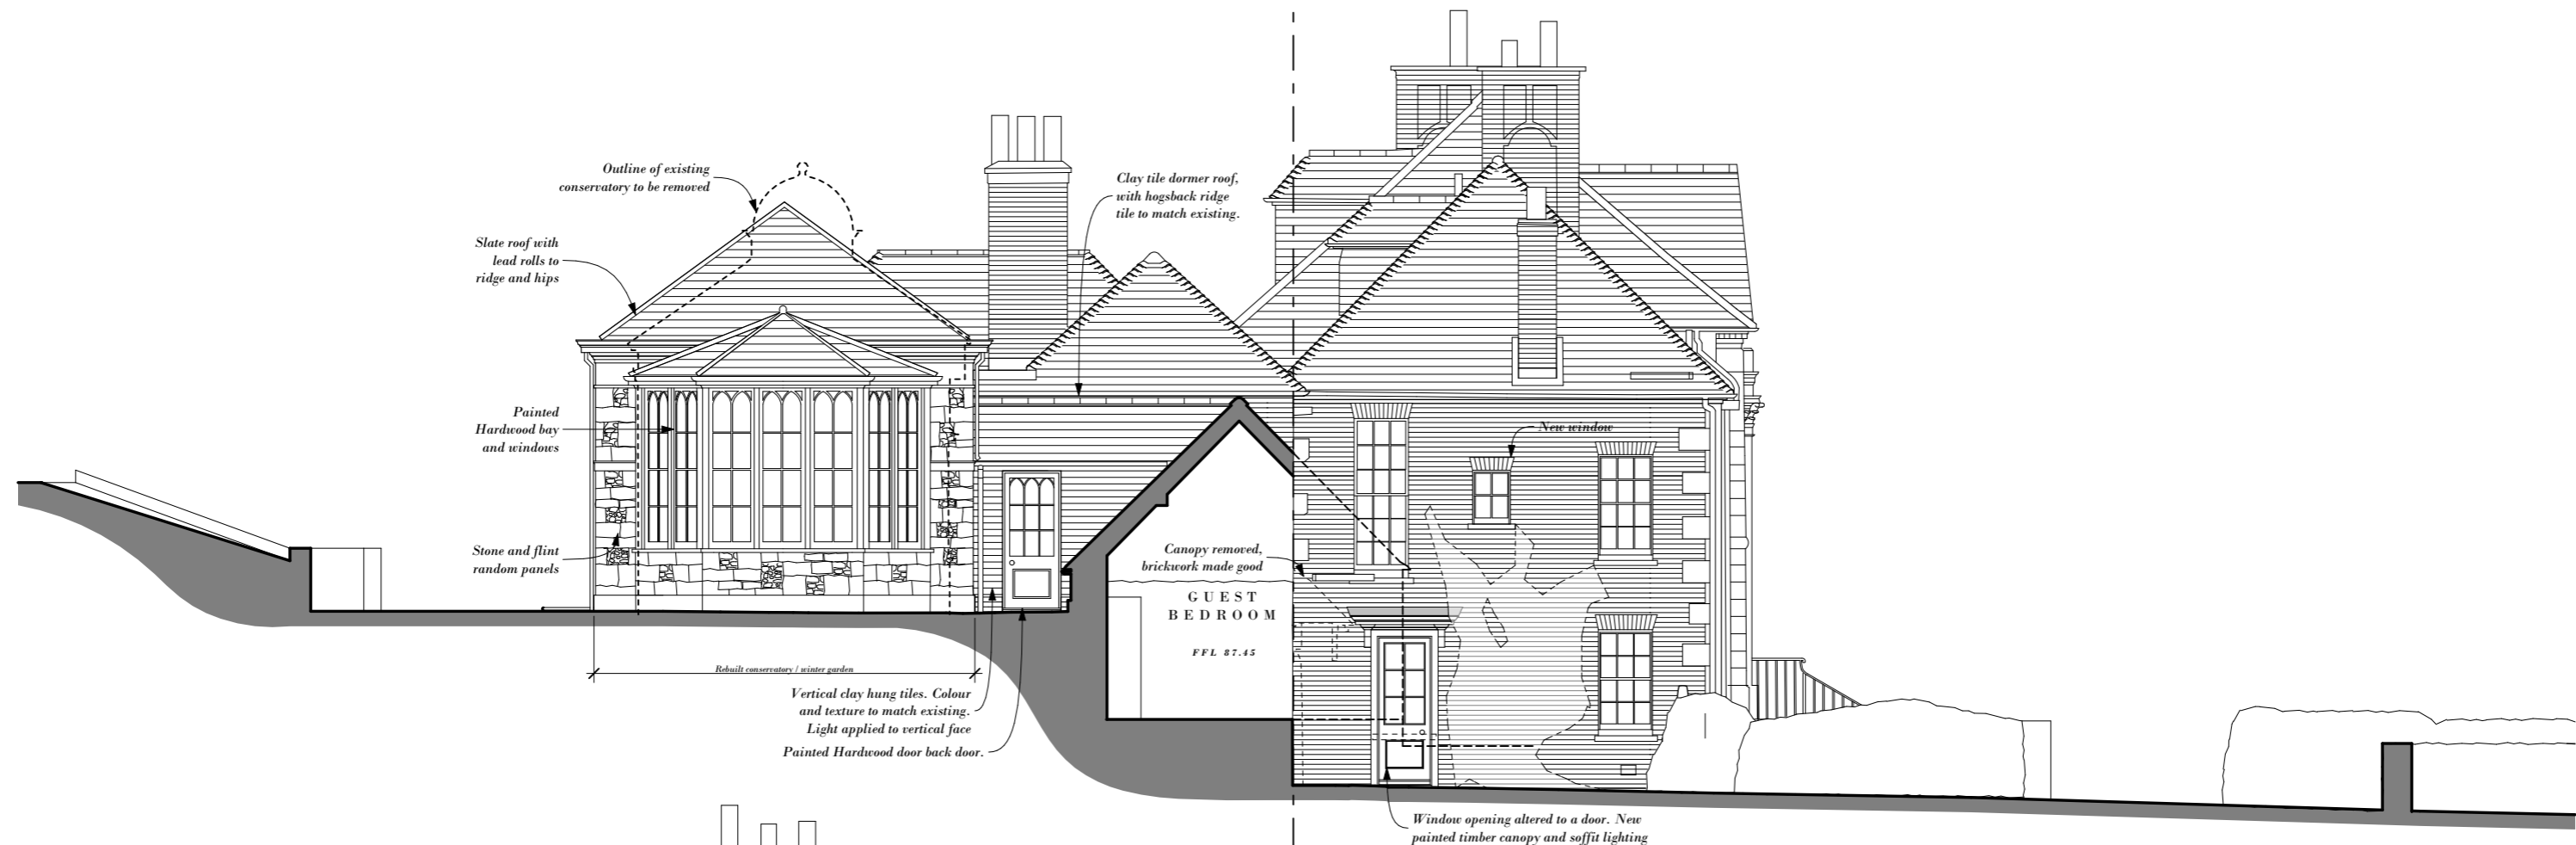 Outline of existing
conservatory to be removed
Clay tile dormer roof,
with hogsback ridge
tile to match existing.
Slate roof with
lead rolls to
ridge and hips
Painted
Hardwood bay
and windows
New window
Stone and flint
random panels
Canopy removed,
brickwork made good
GUEST
BEDROOM
FFL 87.45
Rebuilt conservatory / winter garden
Vertical clay hung tiles. Colour
and texture to match existing.
Light applied to vertical face
Painted Hardwood door back door.
Window opening altered to a door. New
painted timber canopy and soffit lighting